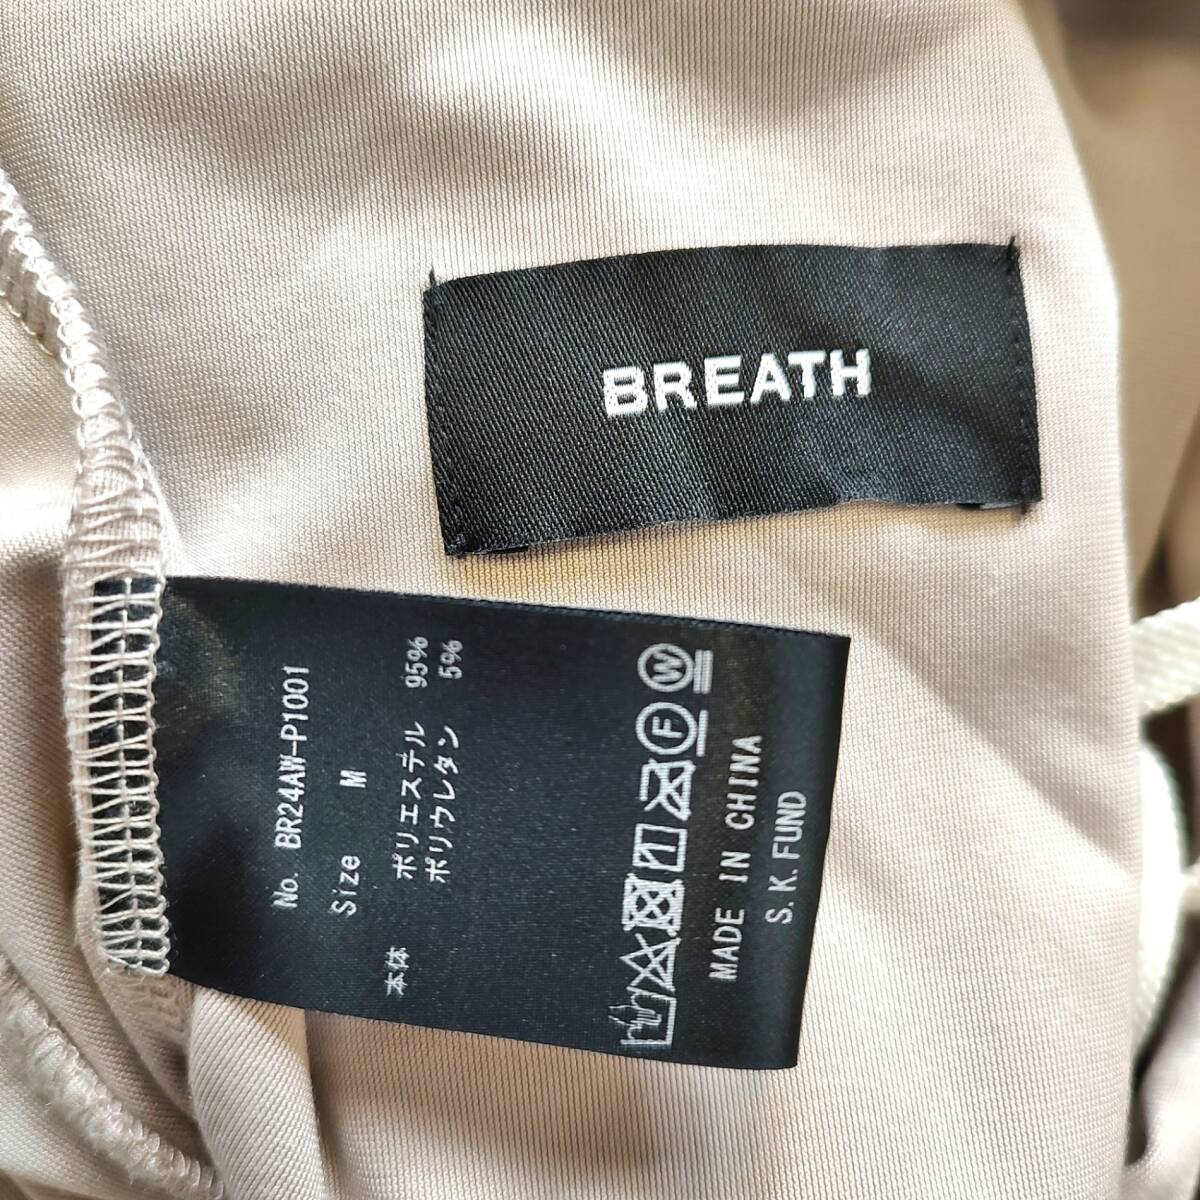 BREATH
No. BR24AW-P1001
Size M
本体 ポリエステル 95%
ポリウレタン 5%
F W
MADE IN CHINA
S.K.FUND